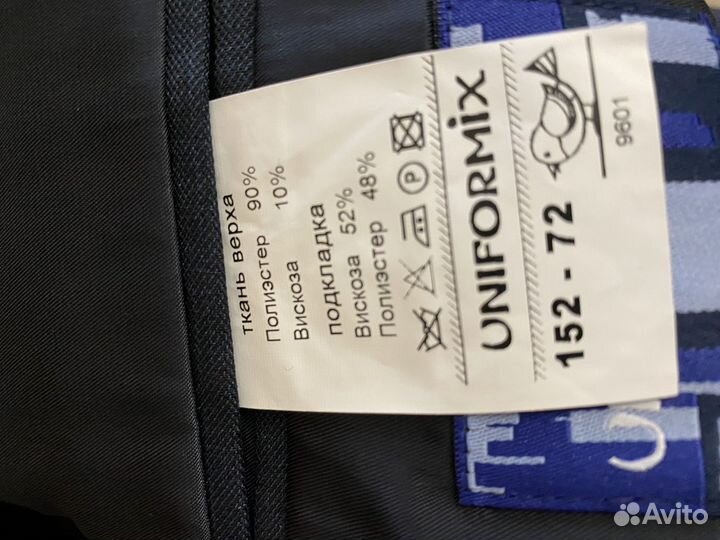 ткань верха
Полиэстер 90%
Вискоза 10%
подкладка
Вискоза 52%
Полиэстер 48%
P
UNIFORMiX
152 - 72
9601
Avito